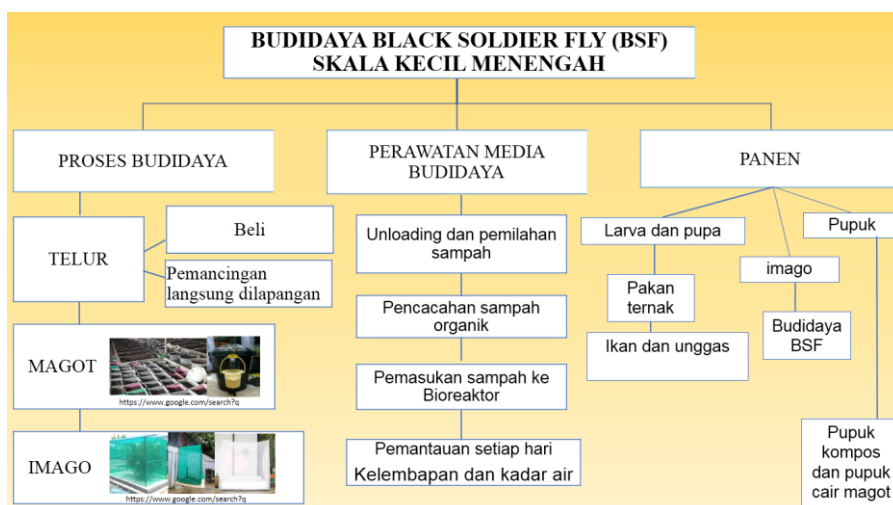 BUDIDAYA BLACK SOLDIER FLY (BSF)
SKALA KECIL MENENGAH
PROSES BUDIDAYA
TELUR
Beli
Pemancingan
langsung dilapangan
MAGOT
https://www.google.com/search?q
IMAGO
https://www.google.com/search?q
PERAWATAN MEDIA
BUDIDAYA
Unloading dan pemilahan
sampah
Pencacahan sampah
organik
Pemasukan sampah ke
Bioreaktor
Pemantauan setiap hari
Kelembapan dan kadar air
PANEN
Larva dan pupa
Pakan
ternak
Ikan dan unggas
imago
Budidaya
BSF
Pupuk
Pupuk
kompos
dan pupuk
cair magot